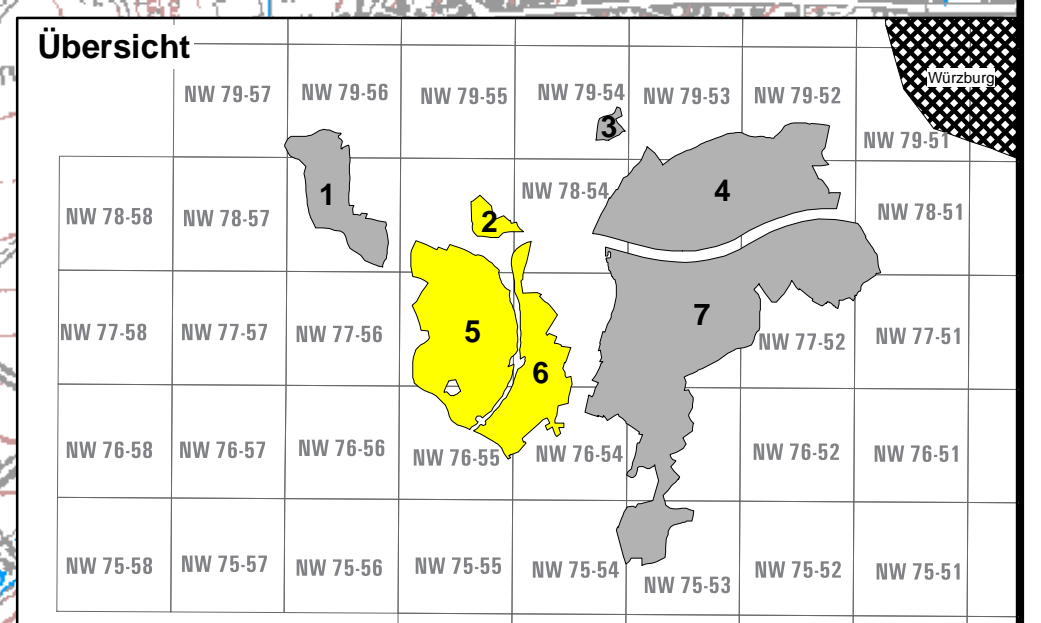 Übersicht
Würzburg
NW 79-57 NW 79-56 NW 79-55 NW 79-54 NW 79-53 NW 79-52
3
NW 79-51
1 NW 78-54 4
NW 78-58 NW 78-57 2 NW 78-51
NW 77-58 NW 77-57 NW 77-56 5 7 NW 77-52 NW 77-51
6
NW 76-58 NW 76-57 NW 76-56 NW 76-55 NW 76-54 NW 76-52 NW 76-51
NW 75-58 NW 75-57 NW 75-56 NW 75-55 NW 75-54 NW 75-53 NW 75-52 NW 75-51